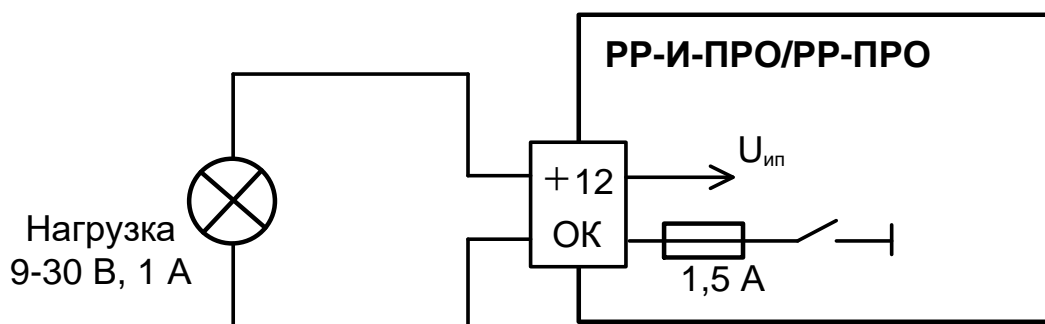 РР-И-ПРО/РР-ПРО
+12
Uип
ОК
1,5 А
Нагрузка
9-30 В, 1 А